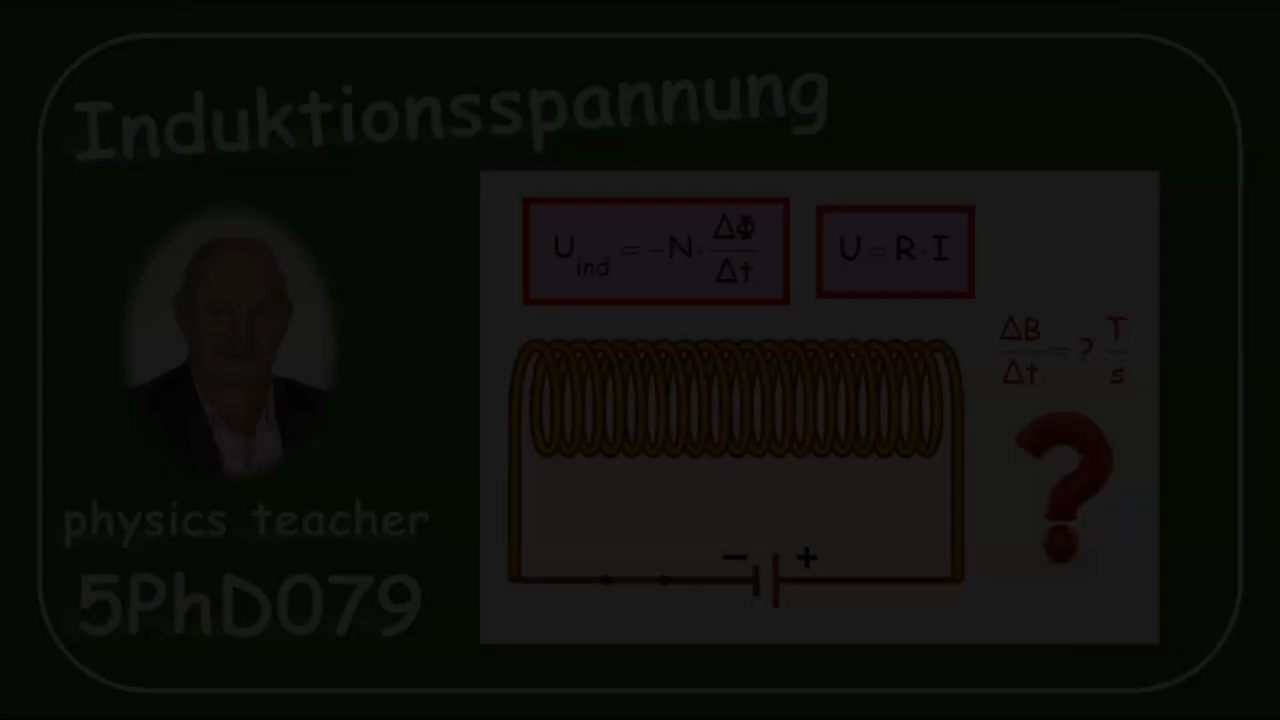 Induktionsspannung
U_ind = -N · ΔΦ/Δt
U = R · I
ΔB/Δt = ? T/s
- +
physics teacher
5PhD079